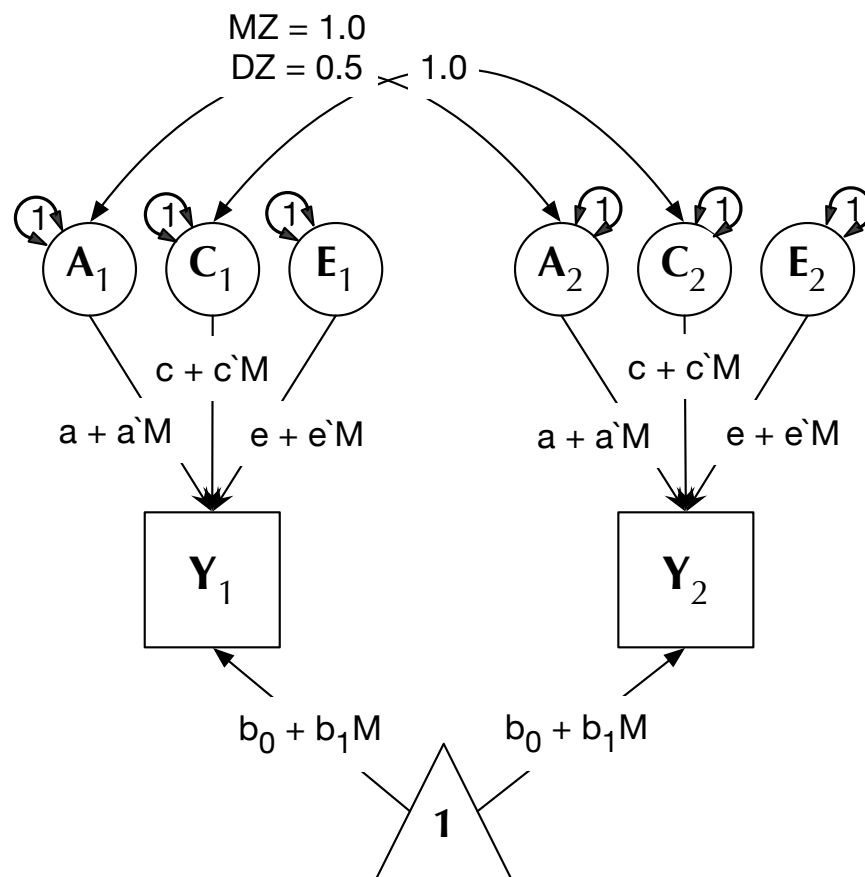 MZ = 1.0
DZ = 0.5
1.0
1
1
1
1
1
1
A1
C1
E1
A2
C2
E2
c + c`M
c + c`M
a + a`M
e + e`M
a + a`M
e + e`M
Y1
Y2
b0 + b1M
b0 + b1M
1